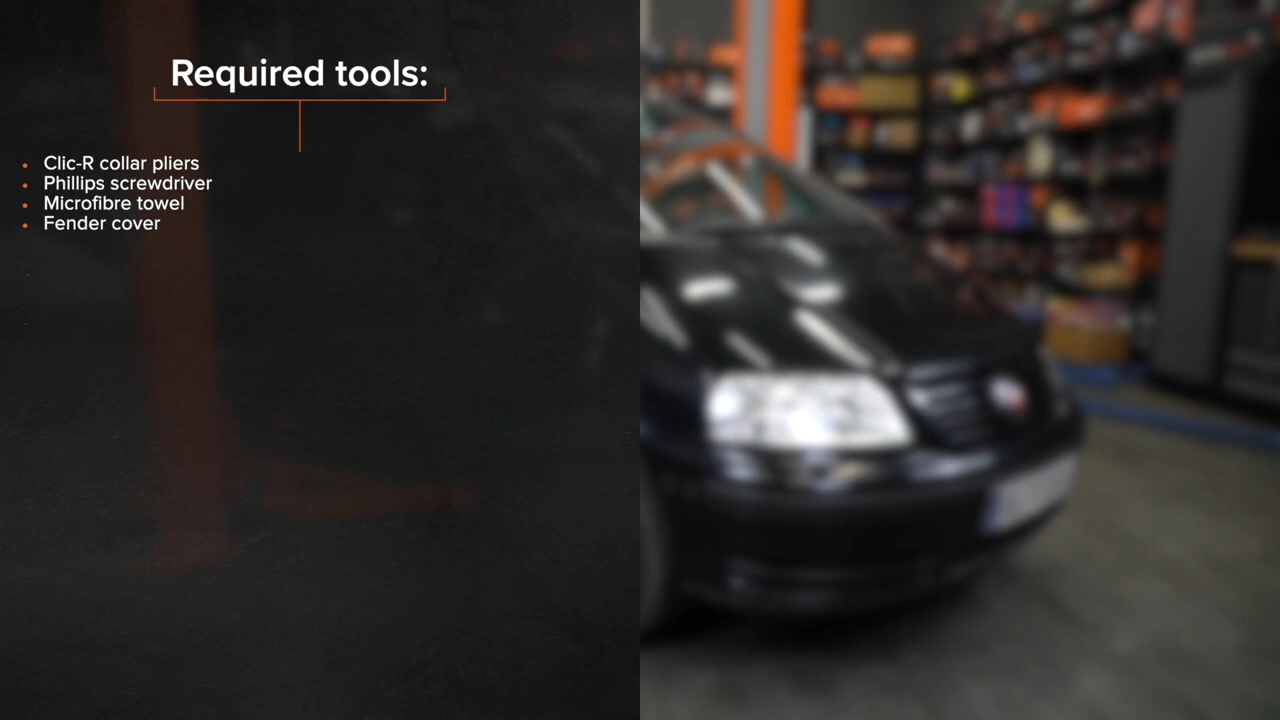 Required tools:
Clic-R collar pliers
Phillips screwdriver
Microfibre towel
Fender cover